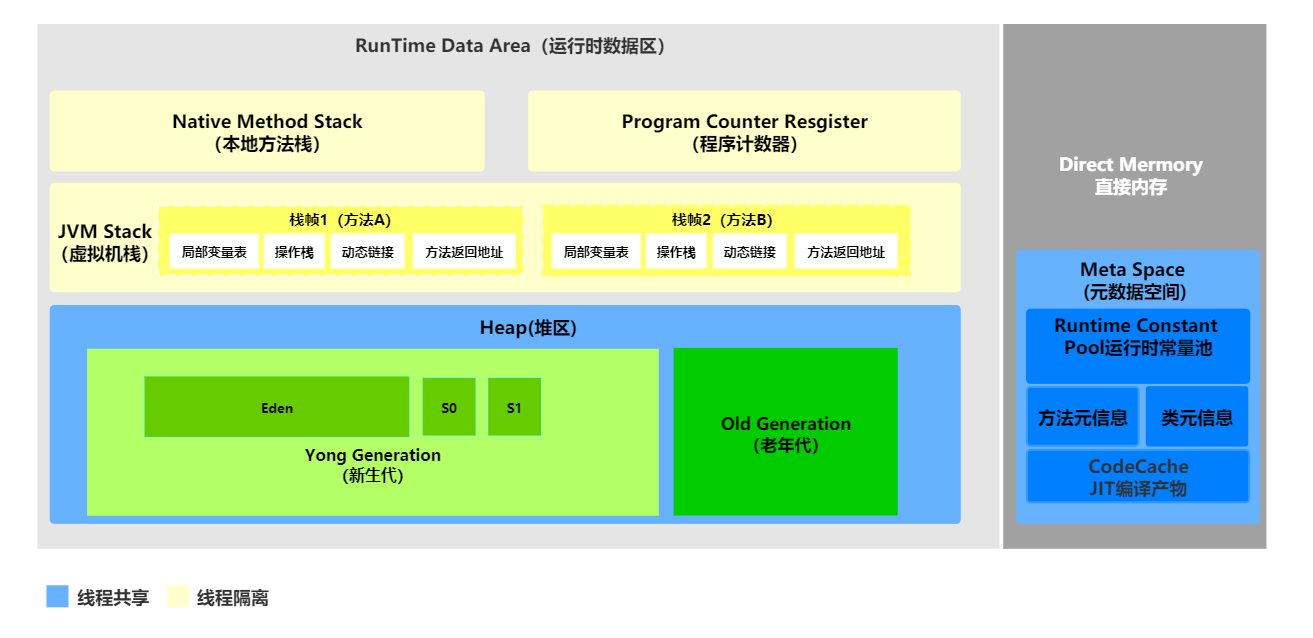 RunTime Data Area（运行时数据区）
Native Method Stack
（本地方法栈）
Program Counter Resgister
（程序计数器）
JVM Stack
（虚拟机栈）
栈帧1（方法A）
局部变量表
操作栈
动态链接
方法返回地址
栈帧2（方法B）
局部变量表
操作栈
动态链接
方法返回地址
Heap(堆区)
Eden
S0
S1
Yong Generation
（新生代）
Old Generation
（老年代）
Direct Mermory
直接内存
Meta Space
(元数据空间)
Runtime Constant
Pool运行时常量池
方法元信息
类元信息
CodeCache
JIT编译产物
线程共享
线程隔离